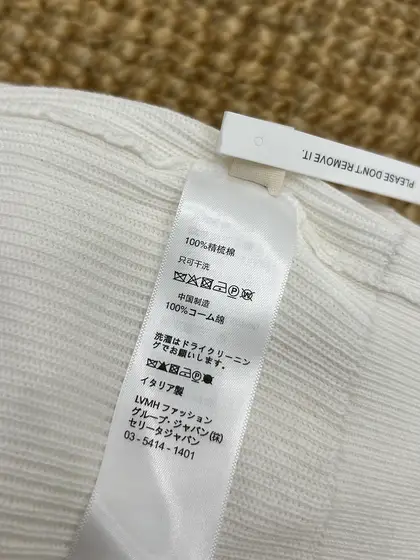 PLEASE DON'T REMOVE IT.
100%精梳棉
只可干洗
中国制造
100%コーム綿
洗濯はドライクリーニン
グでお願いします。
イタリア製
LVMH ファッション
グループ・ジャパン(株)
セリータジャパン
03-5414-1401